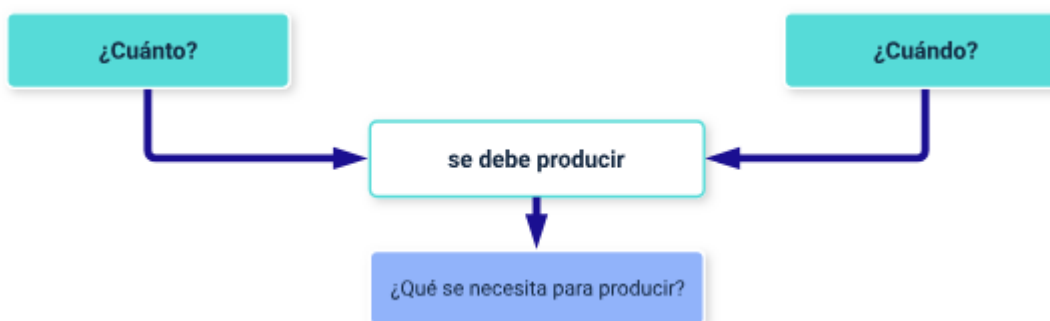 ¿Cuánto?
¿Cuándo?
se debe producir
¿Qué se necesita para producir?